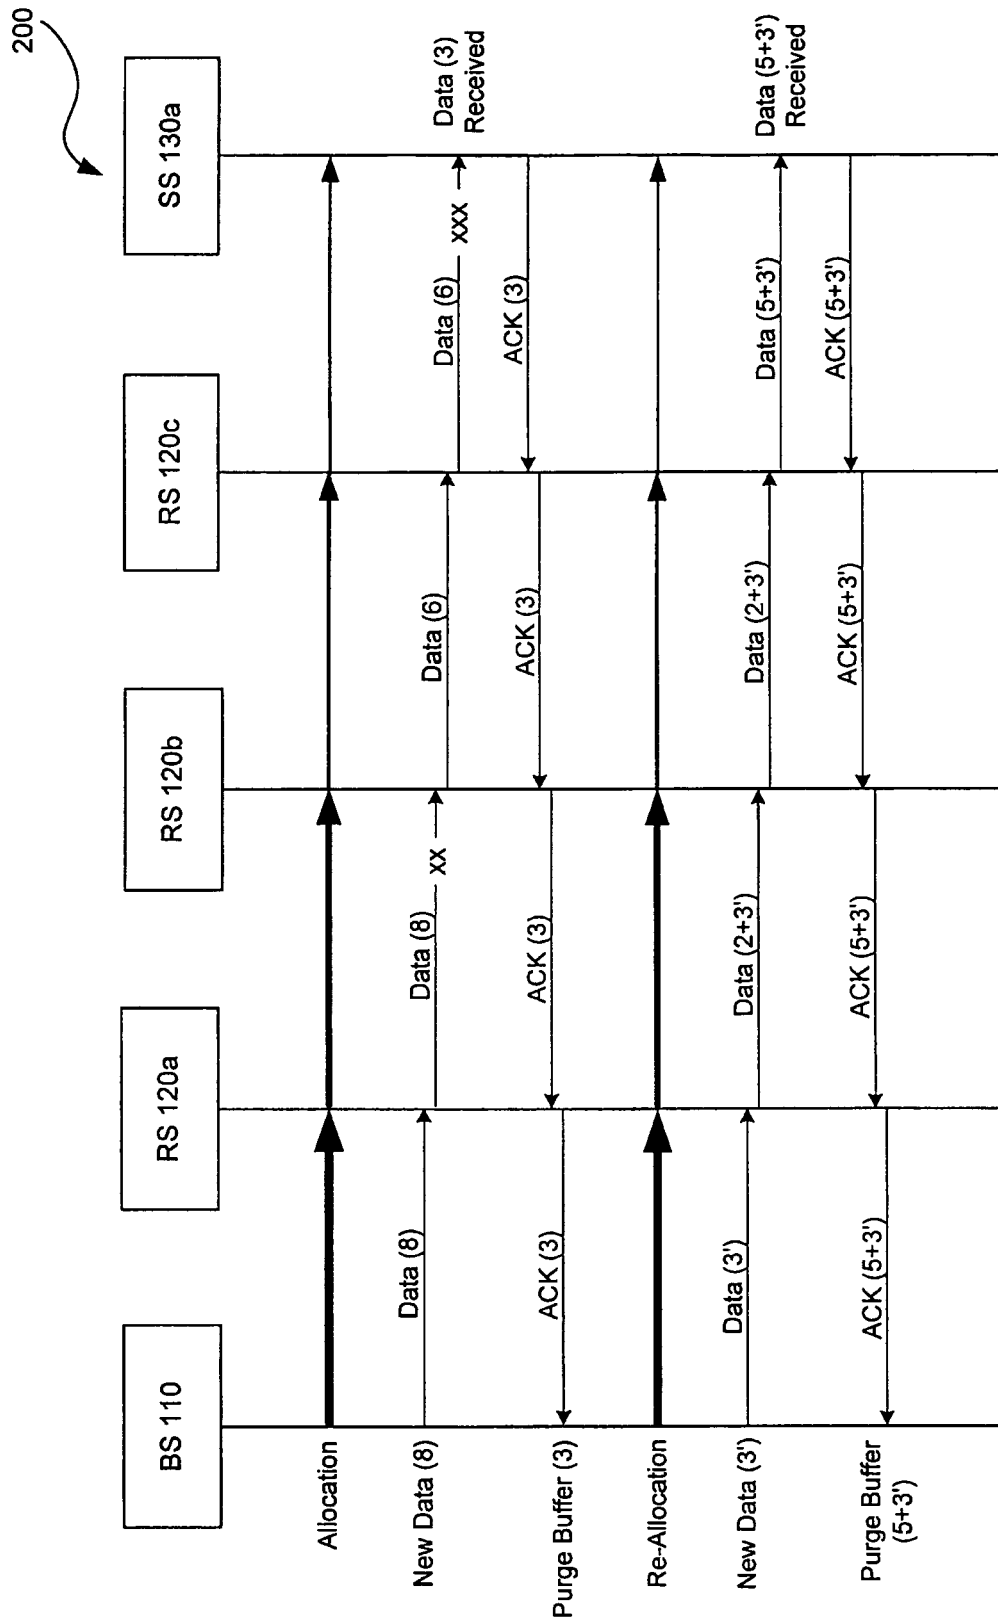 200
BS 110
RS 120a
RS 120b
RS 120c
SS 130a
Allocation
New Data (8)
Data (8)
Data (8)
xx
Data (6)
Data (6)
xxx
Data (3)
Received
Purge Buffer (3)
ACK (3)
ACK (3)
ACK (3)
ACK (3)
Re-Allocation
New Data (3')
Data (3')
Data (2+3')
Data (2+3')
Data (5+3')
Data (5+3')
Received
Purge Buffer
(5+3')
ACK (5+3')
ACK (5+3')
ACK (5+3')
ACK (5+3')